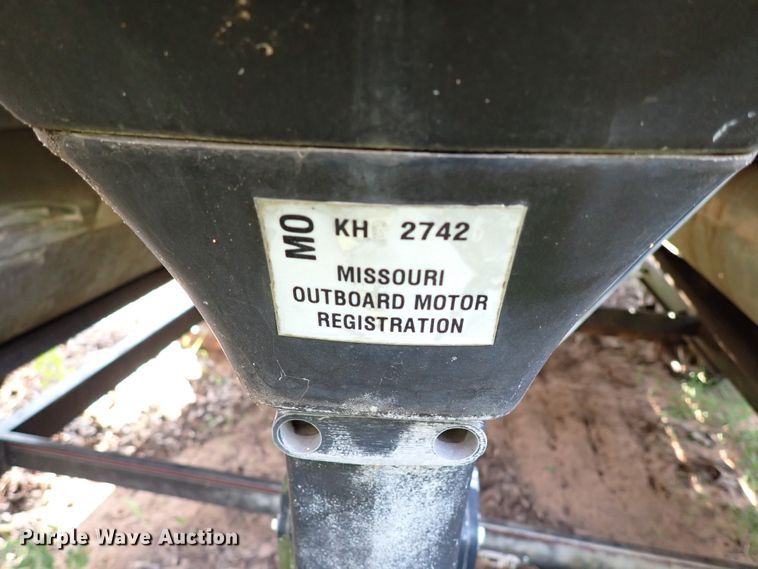 MO
KH 2742
MISSOURI
OUTBOARD MOTOR
REGISTRATION
Purple Wave Auction